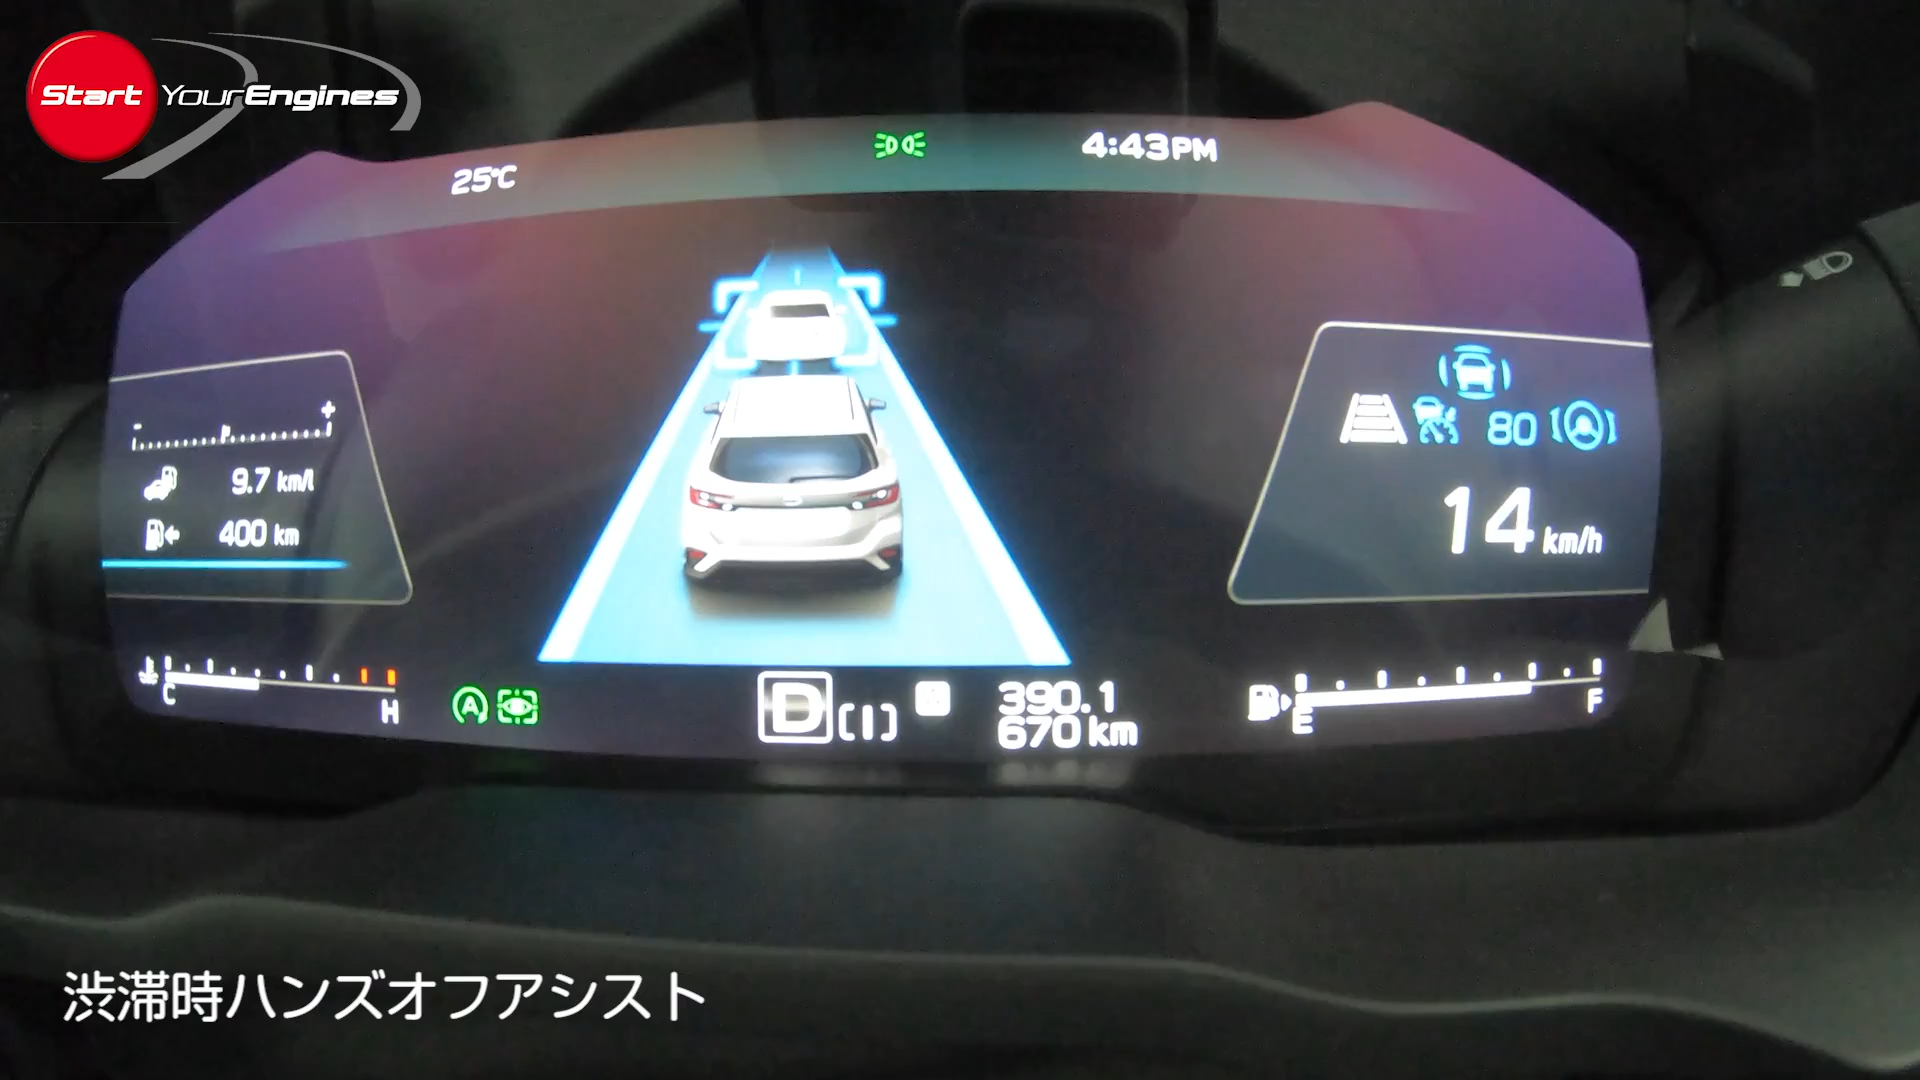 Start YourEngines
25℃
4:43PM
- +
9.7 km/l
400 km
80
14 km/h
C H
A
D [I]
390.1
670 km
E F
渋滞時ハンズオフアシスト